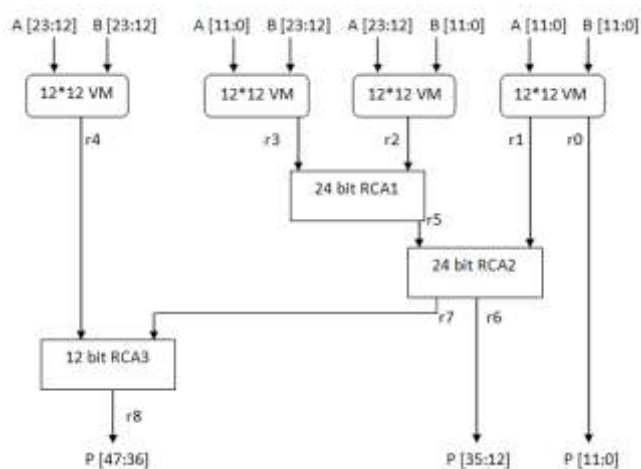 A [23:12] B [23:12] A [11:0] B [23:12] A [23:12] B [11:0] A [11:0] B [11:0]
12*12 VM 12*12 VM 12*12 VM 12*12 VM
r4 r3 r2 r1 r0
24 bit RCA1
r5
24 bit RCA2
r7 r6
12 bit RCA3
r8
P [47:36] P [35:12] P [11:0]